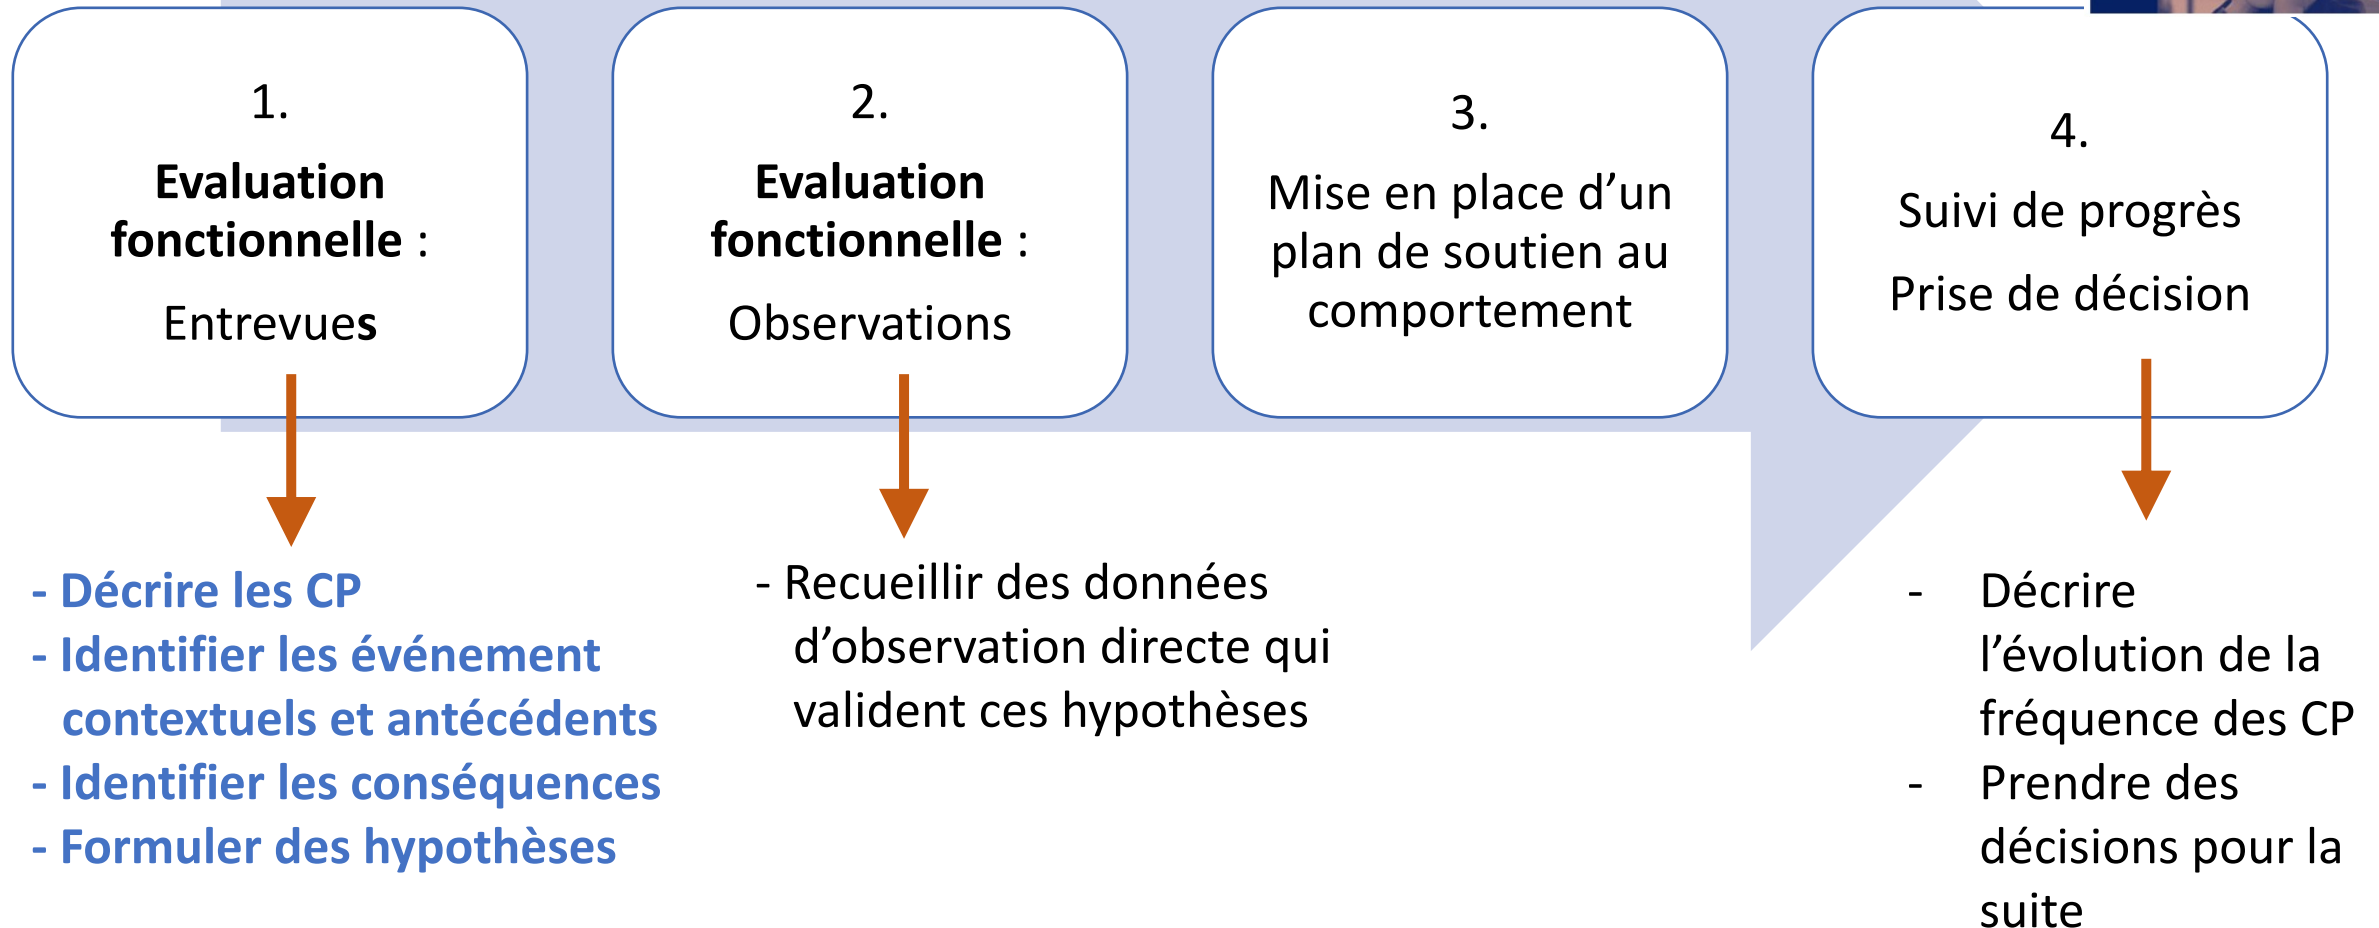 1.
Evaluation
fonctionnelle :
Entrevues
2.
Evaluation
fonctionnelle :
Observations
3.
Mise en place d’un
plan de soutien au
comportement
4.
Suivi de progrès
Prise de décision
- Décrire les CP
- Identifier les événement
contextuels et antécédents
- Identifier les conséquences
- Formuler des hypothèses
- Recueillir des données
d’observation directe qui
valident ces hypothèses
- Décrire
l’évolution de la
fréquence des CP
- Prendre des
décisions pour la
suite